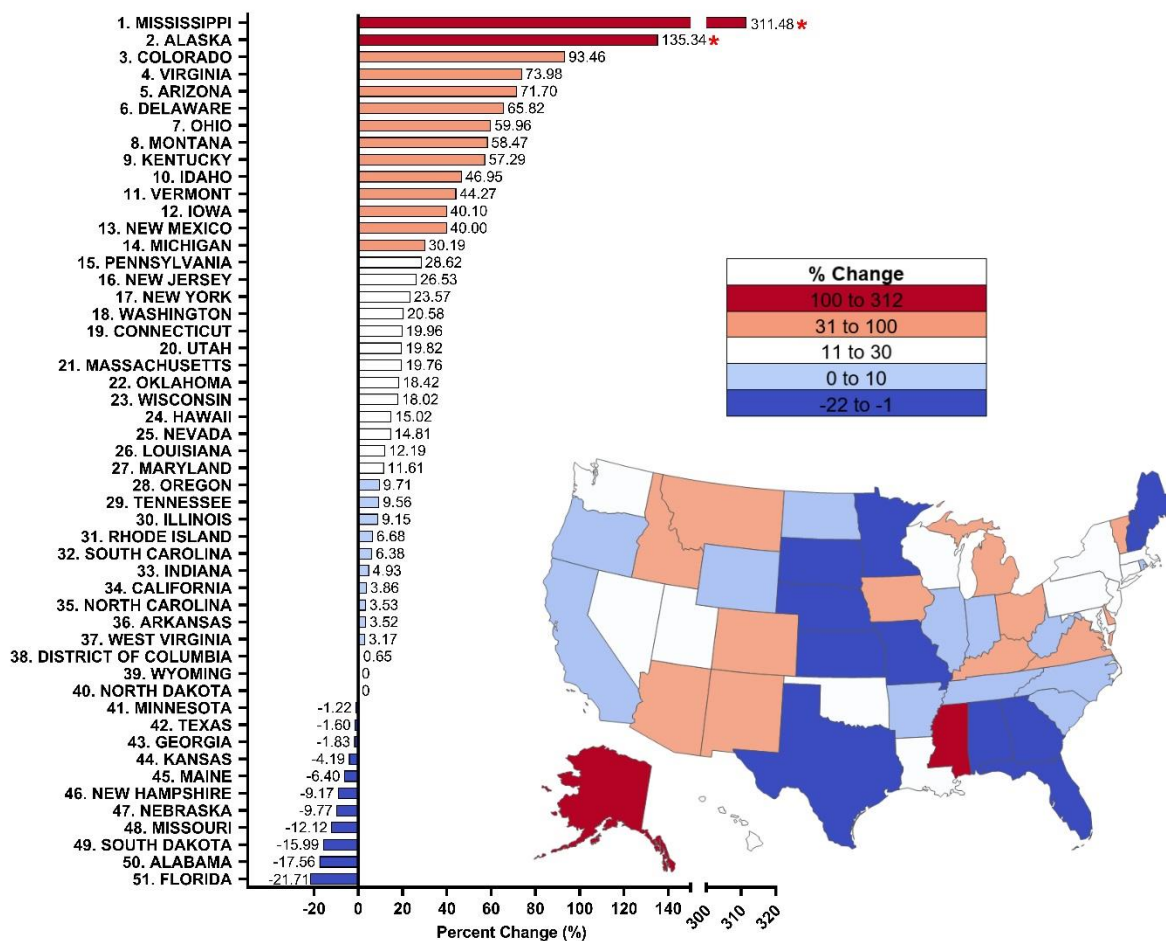 1. MISSISSIPPI 311.48 *
2. ALASKA 135.34 *
3. COLORADO 93.46
4. VIRGINIA 73.98
5. ARIZONA 71.70
6. DELAWARE 65.82
7. OHIO 59.96
8. MONTANA 58.47
9. KENTUCKY 57.29
10. IDAHO 46.95
11. VERMONT 44.27
12. IOWA 40.10
13. NEW MEXICO 40.00
14. MICHIGAN 30.19
15. PENNSYLVANIA 28.62
16. NEW JERSEY 26.53
17. NEW YORK 23.57
18. WASHINGTON 20.58
19. CONNECTICUT 19.96
20. UTAH 19.82
21. MASSACHUSETTS 19.76
22. OKLAHOMA 18.42
23. WISCONSIN 18.02
24. HAWAII 15.02
25. NEVADA 14.81
26. LOUISIANA 12.19
27. MARYLAND 11.61
28. OREGON 9.71
29. TENNESSEE 9.56
30. ILLINOIS 9.15
31. RHODE ISLAND 6.68
32. SOUTH CAROLINA 6.38
33. INDIANA 4.93
34. CALIFORNIA 3.86
35. NORTH CAROLINA 3.53
36. ARKANSAS 3.52
37. WEST VIRGINIA 3.17
38. DISTRICT OF COLUMBIA 0.65
39. WYOMING 0
40. NORTH DAKOTA 0
41. MINNESOTA -1.22
42. TEXAS -1.60
43. GEORGIA -1.83
44. KANSAS -4.19
45. MAINE -6.40
46. NEW HAMPSHIRE -9.17
47. NEBRASKA -9.77
48. MISSOURI -12.12
49. SOUTH DAKOTA -15.99
50. ALABAMA -17.56
51. FLORIDA -21.71
-20 0 20 40 60 80 100 120 140 300 310 320
Percent Change (%)
% Change
100 to 312
31 to 100
11 to 30
0 to 10
-22 to -1